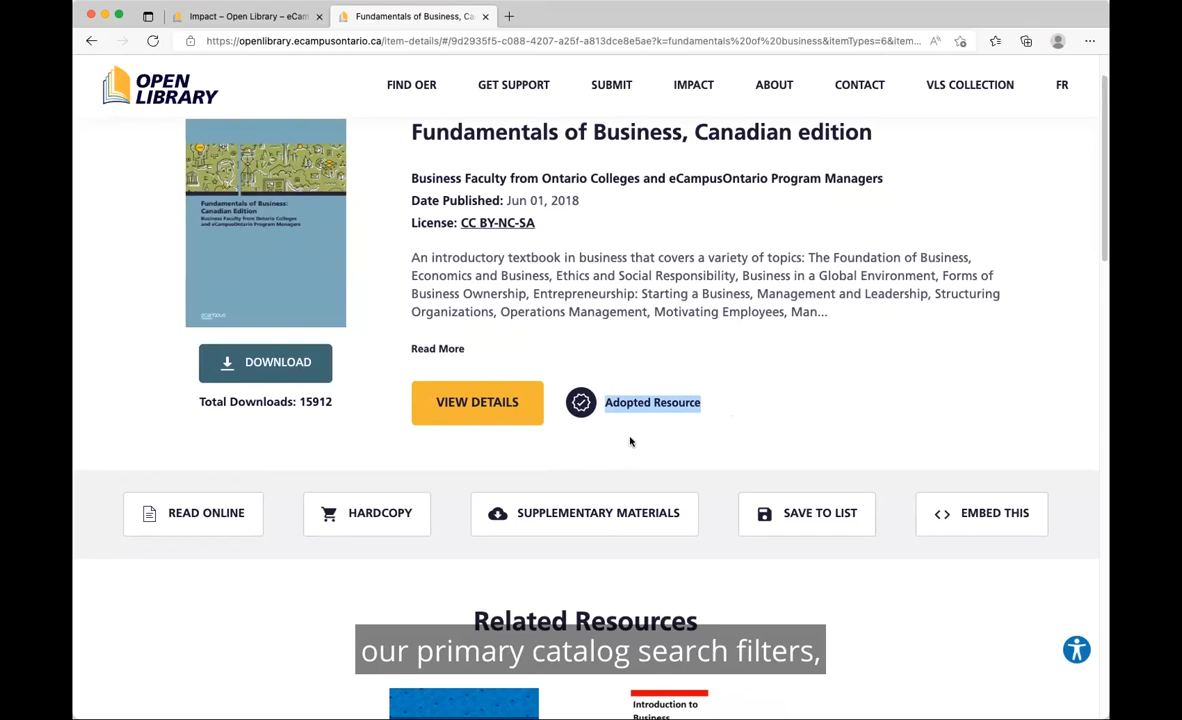 Impact – Open Library – eCam
Fundamentals of Business, Ca
https://openlibrary.ecampusontario.ca/item-details/#/9d2935f5-c088-4207-a25f-a813dce8e5ae?k=fundamentals%20of%20business&itemTypes=6&item...
OPEN
LIBRARY
FIND OER
GET SUPPORT
SUBMIT
IMPACT
ABOUT
CONTACT
VLS COLLECTION
FR
Fundamentals of Business:
Canadian Edition
Business Faculty from Ontario Colleges
and eCampusOntario Program Managers
ecampus
Fundamentals of Business, Canadian edition
Business Faculty from Ontario Colleges and eCampusOntario Program Managers
Date Published: Jun 01, 2018
License: CC BY-NC-SA
An introductory textbook in business that covers a variety of topics: The Foundation of Business,
Economics and Business, Ethics and Social Responsibility, Business in a Global Environment, Forms of
Business Ownership, Entrepreneurship: Starting a Business, Management and Leadership, Structuring
Organizations, Operations Management, Motivating Employees, Man...
Read More
DOWNLOAD
Total Downloads: 15912
VIEW DETAILS
Adopted Resource
READ ONLINE
HARDCOPY
SUPPLEMENTARY MATERIALS
SAVE TO LIST
EMBED THIS
Related Resources
our primary catalog search filters,
Introduction to
Business